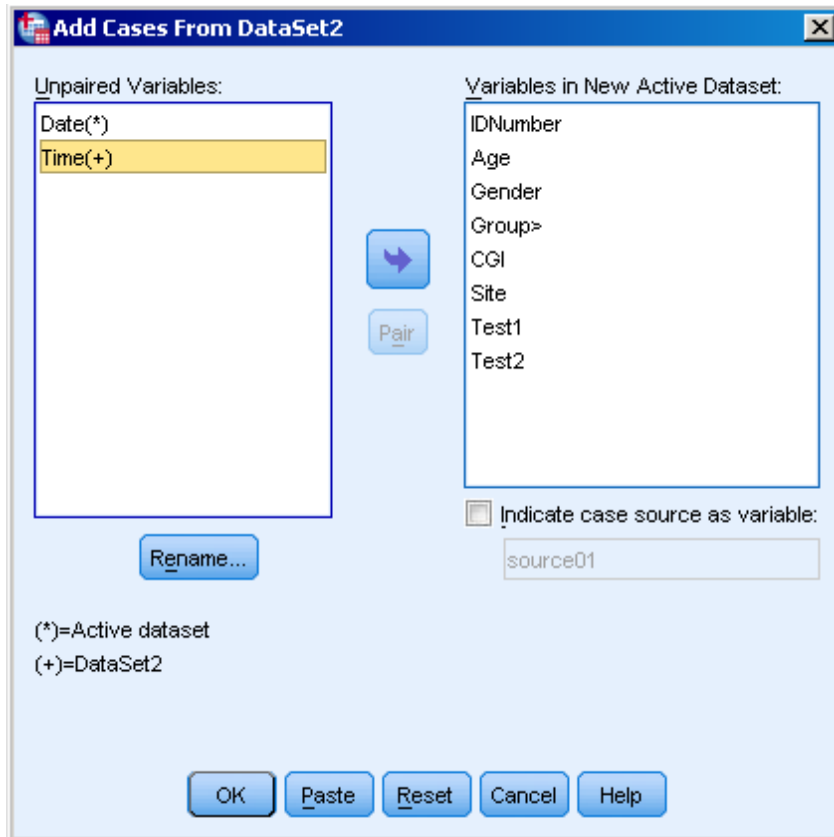 Add Cases From DataSet2
Unpaired Variables:
Date(*)
Time(+)
Variables in New Active Dataset:
IDNumber
Age
Gender
Group>
CGI
Site
Test1
Test2
Pair
Indicate case source as variable:
source01
Rename...
(*)=Active dataset
(+)=DataSet2
OK
Paste
Reset
Cancel
Help